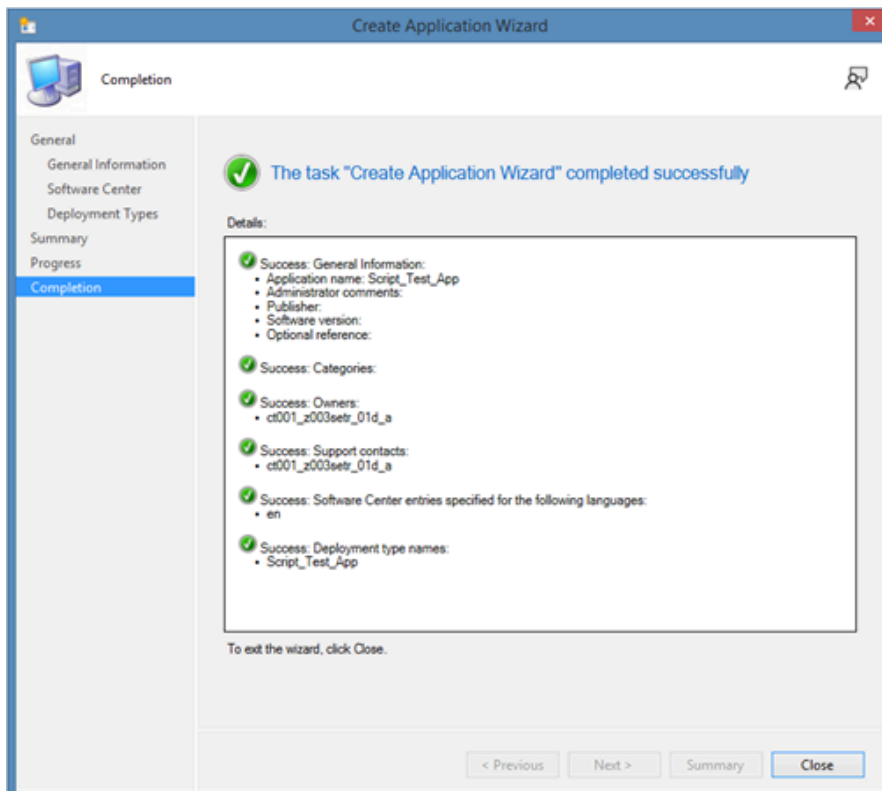 Create Application Wizard
Completion
General
General Information
Software Center
Deployment Types
Summary
Progress
Completion
The task "Create Application Wizard" completed successfully
Details:
Success: General Information:
• Application name: Script_Test_App
• Administrator comments:
• Publisher:
• Software version:
• Optional reference:
Success: Categories:
Success: Owners:
• ct001_z003setr_01d_a
Success: Support contacts:
• ct001_z003setr_01d_a
Success: Software Center entries specified for the following languages:
• en
Success: Deployment type names:
• Script_Test_App
To exit the wizard, click Close.
< Previous
Next >
Summary
Close